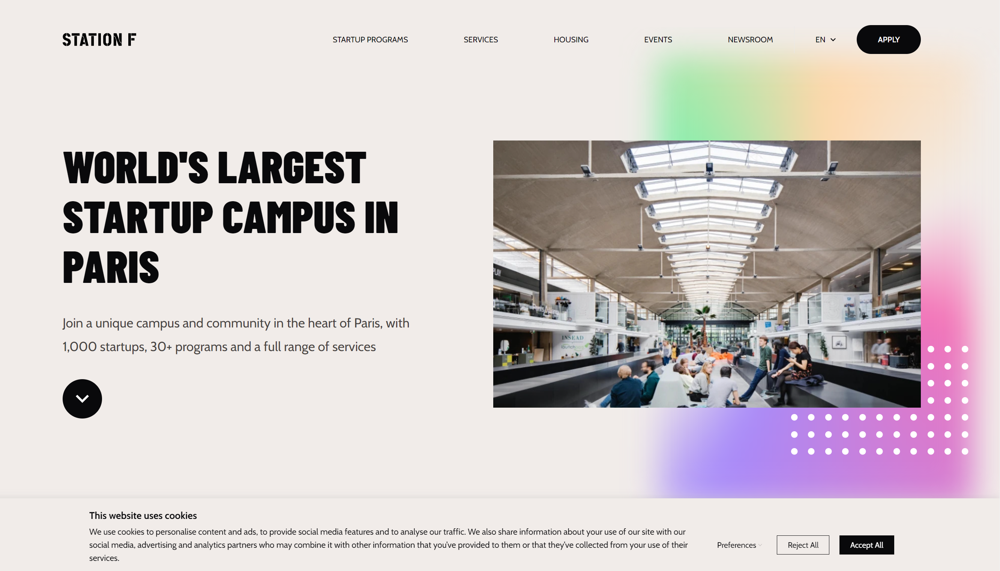 STATION F
STARTUP PROGRAMS
SERVICES
HOUSING
EVENTS
NEWSROOM
EN
APPLY
WORLD'S LARGEST
STARTUP CAMPUS IN
PARIS
Join a unique campus and community in the heart of Paris, with
1,000 startups, 30+ programs and a full range of services
PLAY
INSEAD
launchpad
This website uses cookies
We use cookies to personalise content and ads, to provide social media features and to analyse our traffic. We also share information about your use of our site with our
social media, advertising and analytics partners who may combine it with other information that you’ve provided to them or that they’ve collected from your use of their
services.
Preferences
Reject All
Accept All